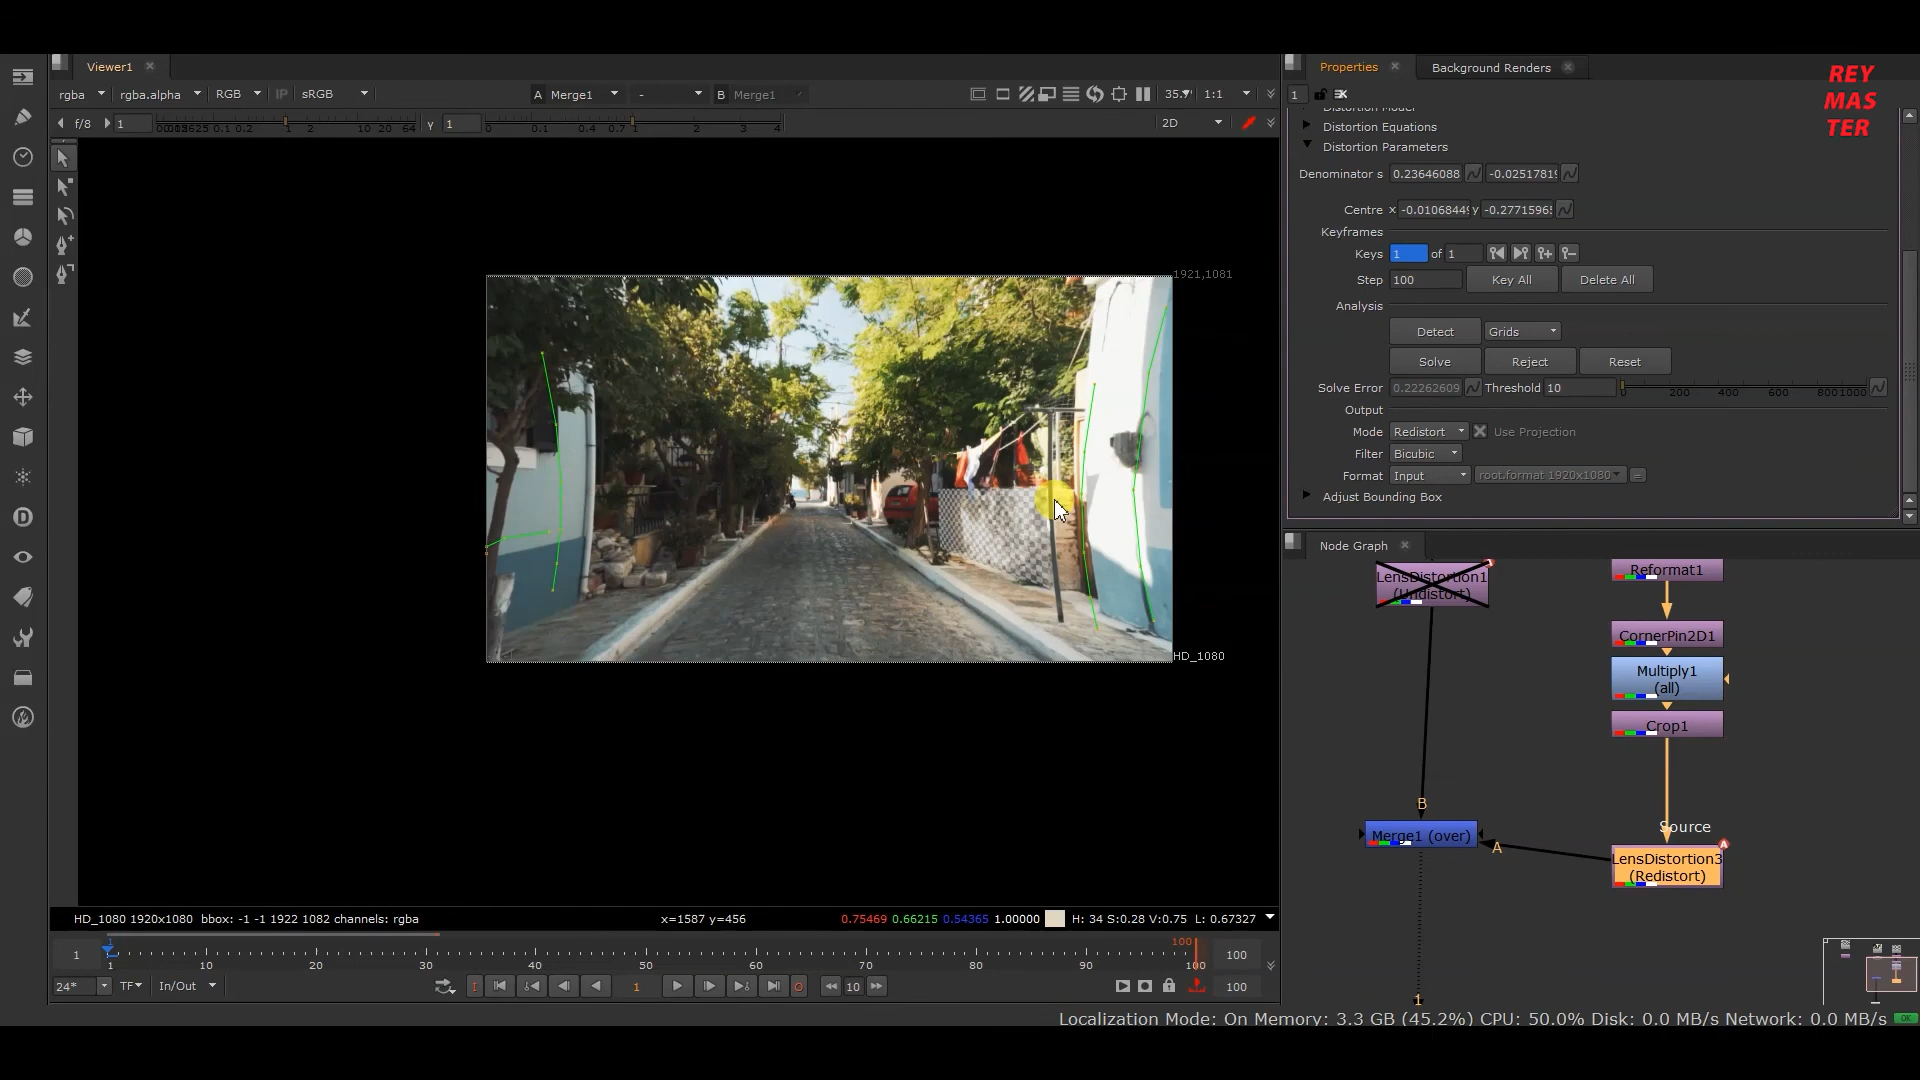 Viewer1
Properties
Background Renders
REY
MAS
TER
rgba
rgba.alpha
RGB
IP
sRGB
A Merge1
-
B Merge1
1:1
1
f/8
1
γ
1
2D
Distortion Equations
Distortion Parameters
Denominator s 0.23646088
Centre x
y
Keyframes
Keys 1 of 1
Step 100 Key All Delete All
Analysis
Detect Grids
Solve Reject Reset
Solve Error 0.22262609 Threshold 10
Output
Mode Redistort Use Projection
Filter Bicubic
Format Input root.format 1920x1080
Adjust Bounding Box
1921,1081
HD_1080
Node Graph
LensDistortion1
(Undistort)
Reformat1
CornerPin2D1
Multiply1
(all)
Crop1
B
Merge1 (over)
A
Source
LensDistortion3
(Redistort)
A
1
HD_1080 1920x1080 bbox: -1 -1 1922 1082 channels: rgba
x=1587 y=456
0.75469 0.66215 0.54365 1.00000 H: 34 S:0.28 V:0.75 L: 0.67327
1
1 10 20 30 40 50 60 70 80 90 100
100
100
24* TF In/Out
1
10
100
Localization Mode: On Memory: 3.3 GB (45.2%) CPU: 50.0% Disk: 0.0 MB/s Network: 0.0 MB/s